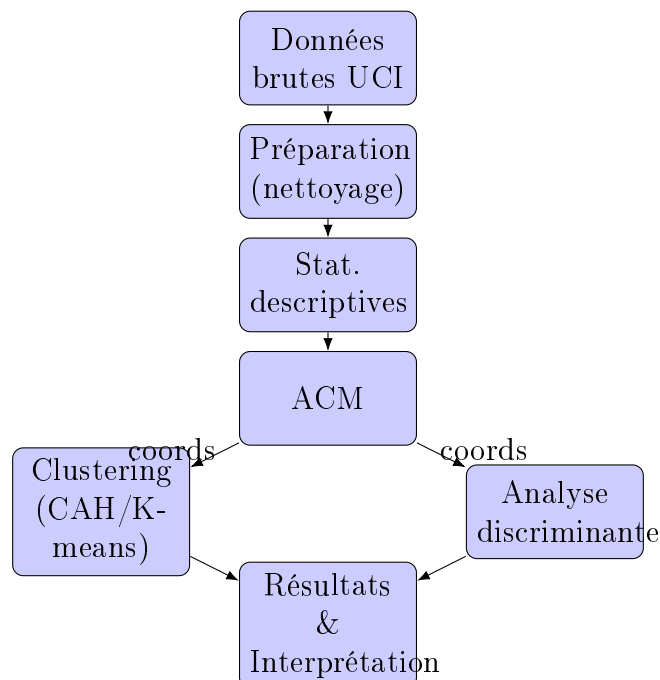 Données
brutes UCI
Préparation
(nettoyage)
Stat.
descriptives
ACM
coords
coords
Clustering
(CAH/K-
means)
Analyse
discriminante
Résultats
&
Interprétation